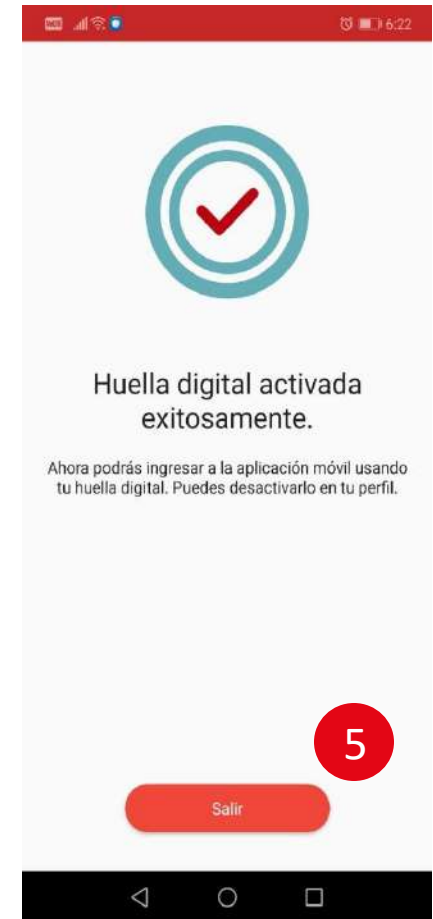 6:22
Huella digital activada
exitosamente.
Ahora podrás ingresar a la aplicación móvil usando
tu huella digital. Puedes desactivarlo en tu perfil.
5
Salir